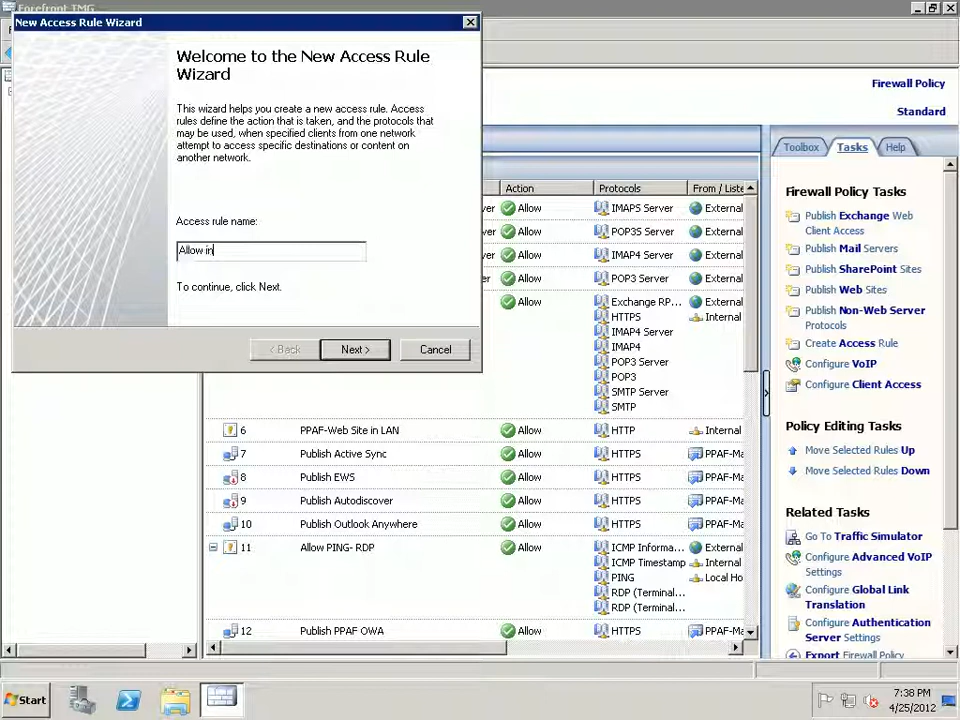 Forefront TMG
New Access Rule Wizard
Welcome to the New Access Rule
Wizard
This wizard helps you create a new access rule. Access
rules define the action that is taken, and the protocols that
may be used, when specified clients from one network
attempt to access specific destinations or content on
another network.
Access rule name:
Allow in
To continue, click Next.
< Back
Next >
Cancel
Firewall Policy
Standard
Toolbox
Tasks
Help
Action
Protocols
From / Liste
ver Allow IMAPS Server External
ver Allow POP3S Server External
er Allow IMAP4 Server External
er Allow POP3 Server External
Allow Exchange RP... External
HTTPS Internal
IMAP4 Server
IMAP4
POP3 Server
POP3
SMTP Server
SMTP
6 PPAF-Web Site in LAN Allow HTTP Internal
7 Publish Active Sync Allow HTTPS PPAF-Ma
8 Publish EWS Allow HTTPS PPAF-Ma
9 Publish Autodiscover Allow HTTPS PPAF-Ma
10 Publish Outlook Anywhere Allow HTTPS PPAF-Ma
11 Allow PING- RDP Allow ICMP Informa... External
ICMP Timestamp Internal
PING Local Ho
RDP (Terminal...
RDP (Terminal...
12 Publish PPAF OWA Allow HTTPS PPAF-Ma
Firewall Policy Tasks
Publish Exchange Web
Client Access
Publish Mail Servers
Publish SharePoint Sites
Publish Web Sites
Publish Non-Web Server
Protocols
Create Access Rule
Configure VoIP
Configure Client Access
Policy Editing Tasks
Move Selected Rules Up
Move Selected Rules Down
Related Tasks
Go To Traffic Simulator
Configure Advanced VoIP
Settings
Configure Global Link
Translation
Configure Authentication
Server Settings
Export Firewall Policy
Start
7:38 PM
4/25/2012